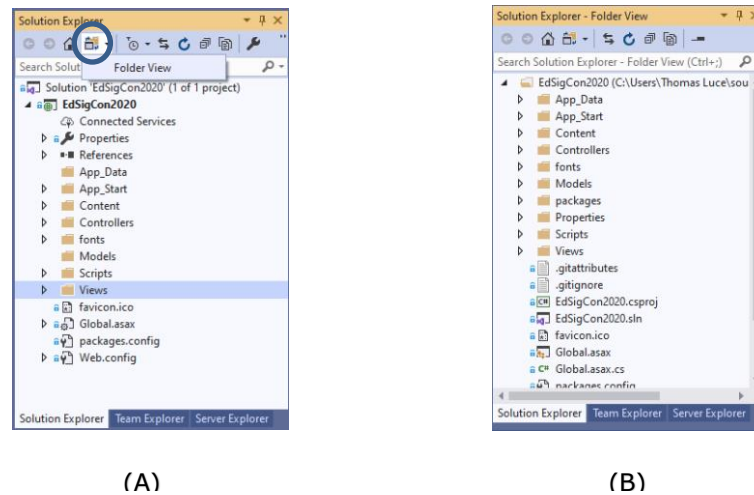 Solution Explorer
Folder View
Solution 'EdSigCon2020' (1 of 1 project)
EdSigCon2020
Connected Services
Properties
References
App_Data
App_Start
Content
Controllers
fonts
Models
Scripts
Views
favicon.ico
Global.asax
packages.config
Web.config
Solution Explorer Team Explorer Server Explorer
(A)
Solution Explorer - Folder View
Search Solution Explorer - Folder View (Ctrl+;)
EdSigCon2020 (C:\Users\Thomas Luce\sou
App_Data
App_Start
Content
Controllers
fonts
Models
packages
Properties
Scripts
Views
.gitattributes
.gitignore
EdSigCon2020.csproj
EdSigCon2020.sln
favicon.ico
Global.asax
Global.asax.cs
packages.config
Solution Explorer Team Explorer Server Explorer
(B)